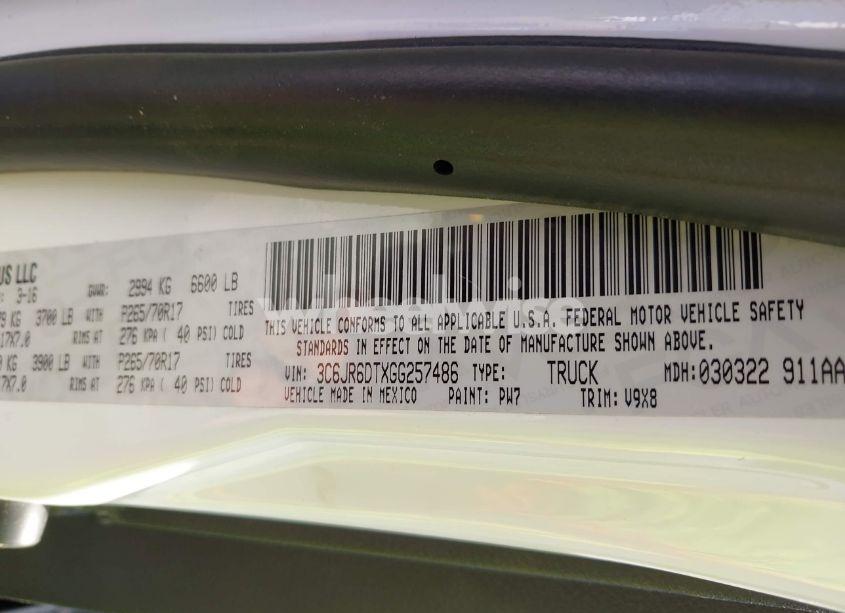 US LLC
3-16 GVWR: 2994 KG 6600 LB
KG 3700 LB WITH P265/70R17 TIRES
17X7.0 RIMS AT 276 KPA ( 40 PSI) COLD
KG 3900 LB WITH P265/70R17 TIRES
17X7.0 RIMS AT 276 KPA ( 40 PSI) COLD
wheelwise
THIS VEHICLE CONFORMS TO ALL APPLICABLE U.S.A. FEDERAL MOTOR VEHICLE SAFETY
STANDARDS IN EFFECT ON THE DATE OF MANUFACTURE SHOWN ABOVE.
VIN: 3C6JR6DTXGG257486 TYPE: TRUCK MDH: 030322 911AA
VEHICLE MADE IN MEXICO PAINT: PW7 TRIM: V9X8